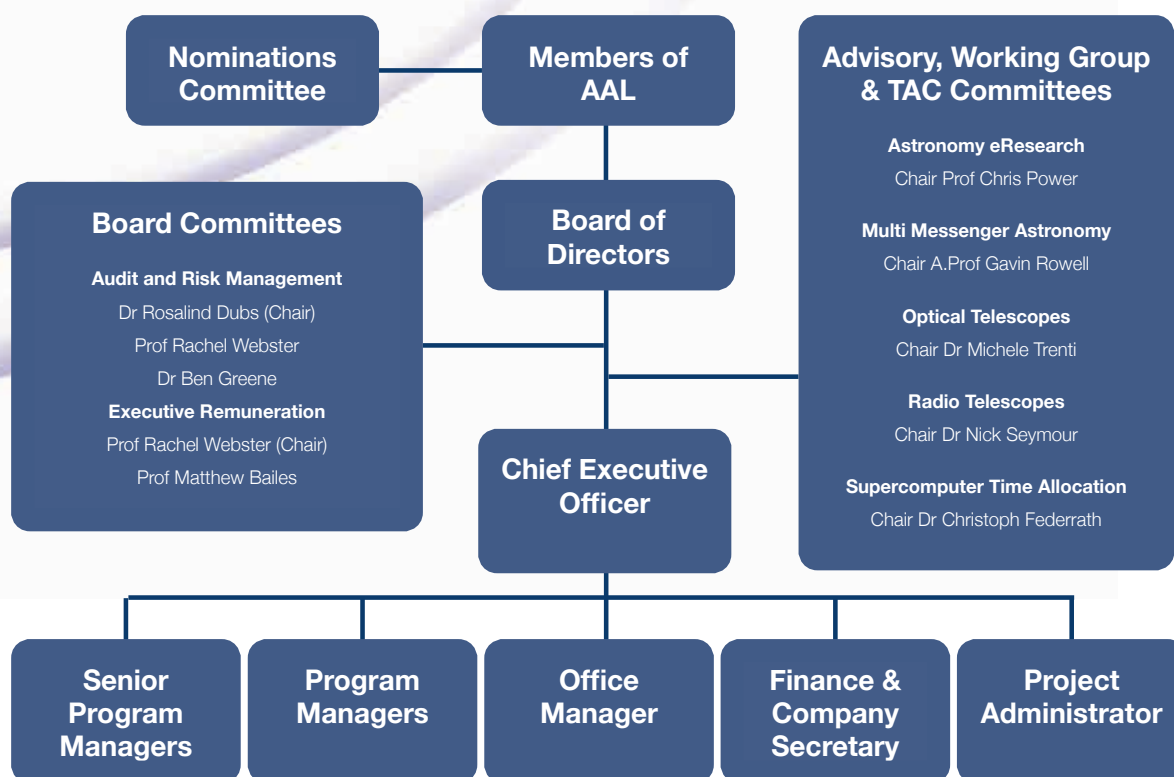 Nominations
Committee
Members of
AAL
Advisory, Working Group
& TAC Committees
Astronomy eResearch
Chair Prof Chris Power
Multi Messenger Astronomy
Chair A.Prof Gavin Rowell
Optical Telescopes
Chair Dr Michele Trenti
Radio Telescopes
Chair Dr Nick Seymour
Supercomputer Time Allocation
Chair Dr Christoph Federrath
Board Committees
Audit and Risk Management
Dr Rosalind Dubs (Chair)
Prof Rachel Webster
Dr Ben Greene
Executive Remuneration
Prof Rachel Webster (Chair)
Prof Matthew Bailes
Board of
Directors
Chief Executive
Officer
Senior
Program
Managers
Program
Managers
Office
Manager
Finance &
Company
Secretary
Project
Administrator